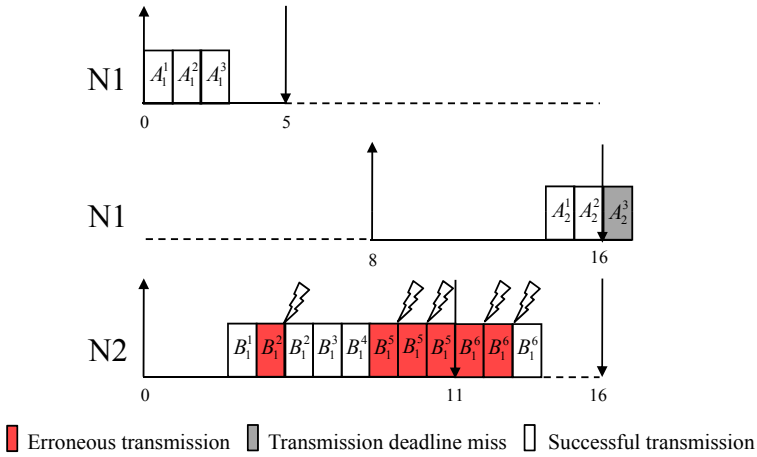 N1 A₁¹ A₁² A₁³
0 5
N1 A₂¹ A₂² A₂³
8 16
N2 B₁¹ B₁² B₁² B₁³ B₁⁴ B₁⁵ B₁⁵ B₁⁵ B₁⁶ B₁⁶ B₁⁶
0 11 16
Erroneous transmission Transmission deadline miss Successful transmission